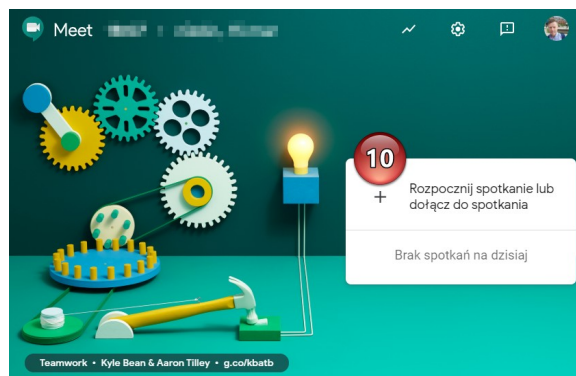 Meet
10
Rozpocznij spotkanie lub
dołącz do spotkania
Brak spotkań na dzisiaj
Teamwork • Kyle Bean & Aaron Tilley • g.co/kbatb